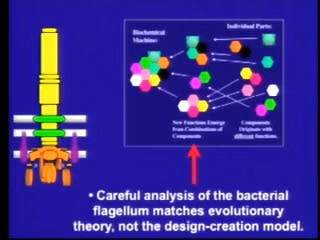 Individual Parts:
Biochemical
Machine:
New Functions Emerge
from Combinations of
Components
Components
Originate with
different functions.
• Careful analysis of the bacterial
flagellum matches evolutionary
theory, not the design-creation model.